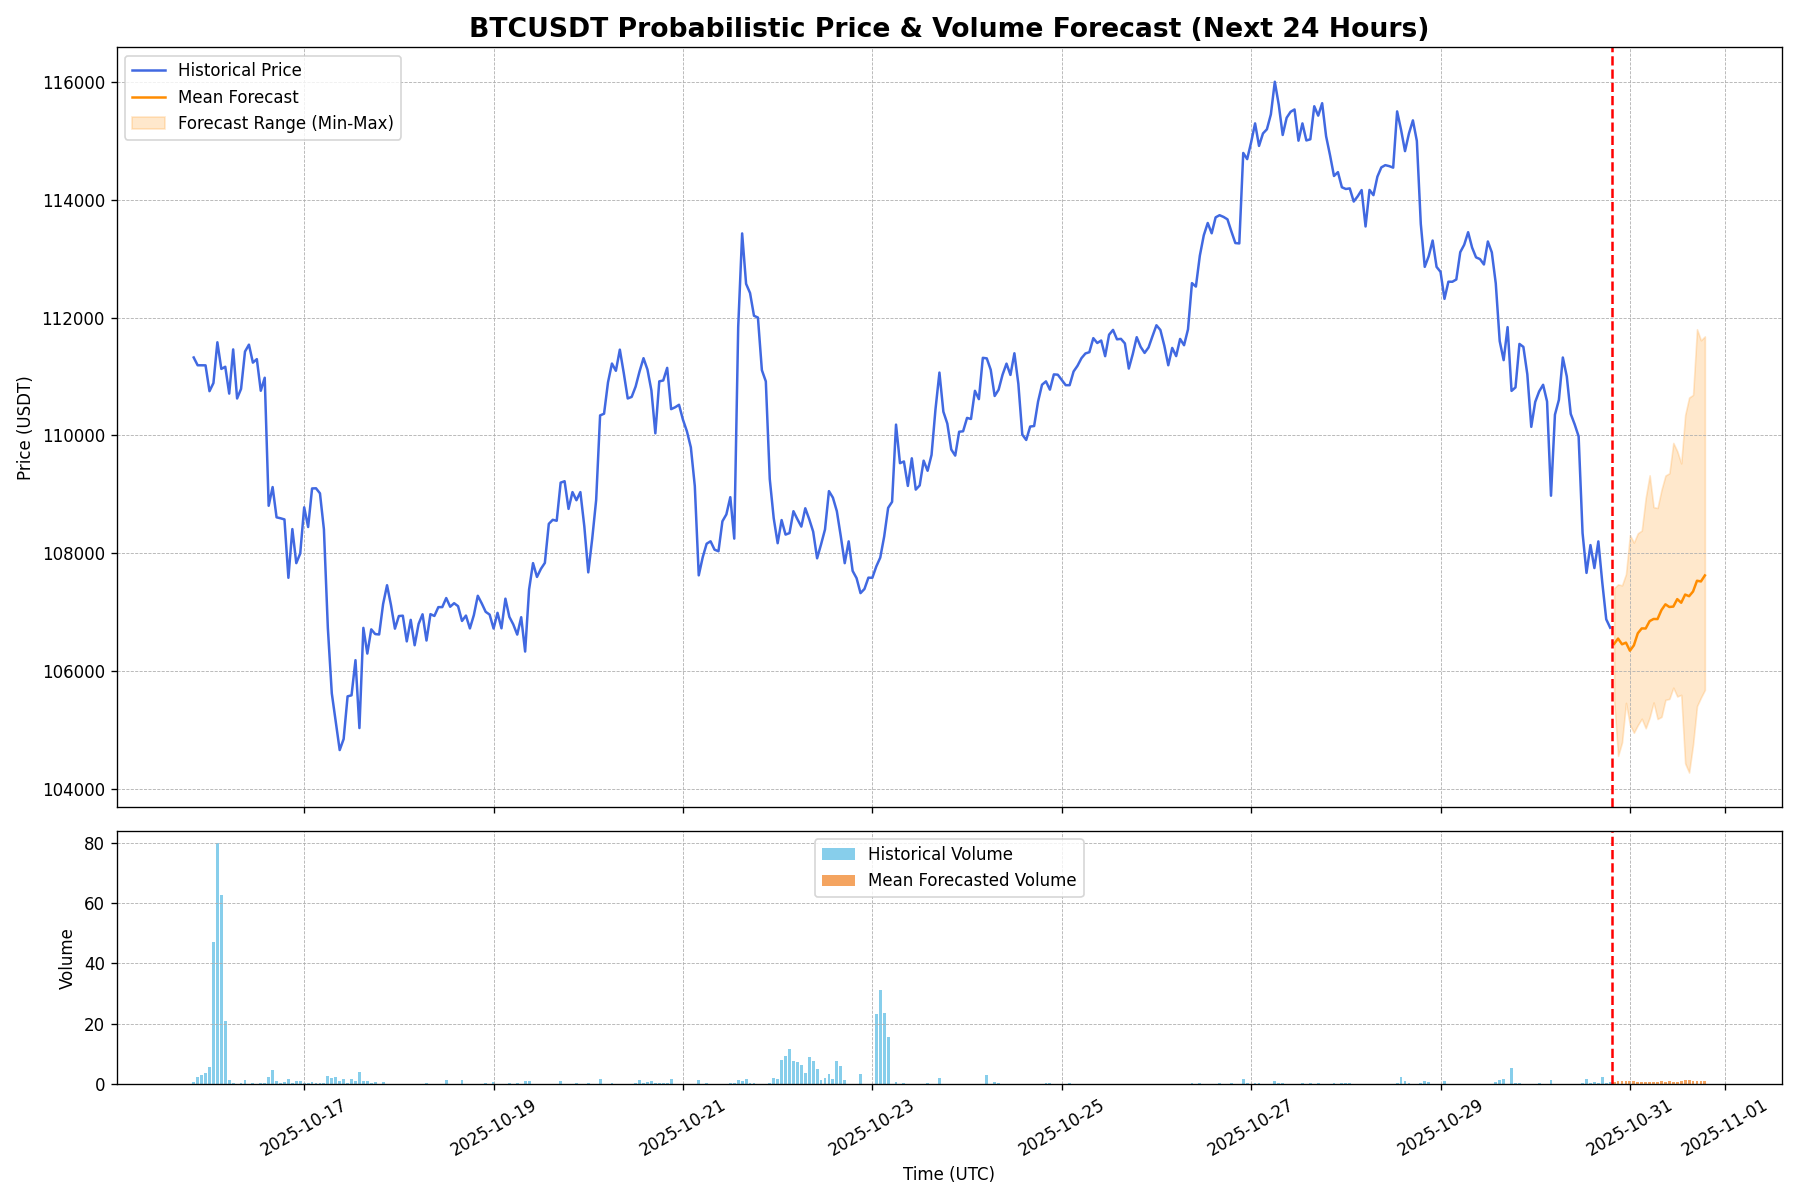 BTCUSDT Probabilistic Price & Volume Forecast (Next 24 Hours)
Historical Price
Mean Forecast
Forecast Range (Min-Max)
Price (USDT)
116000
114000
112000
110000
108000
106000
104000
Historical Volume
Mean Forecasted Volume
Volume
80
60
40
20
0
2025-10-17
2025-10-19
2025-10-21
2025-10-23
2025-10-25
2025-10-27
2025-10-29
2025-10-31
2025-11-01
Time (UTC)